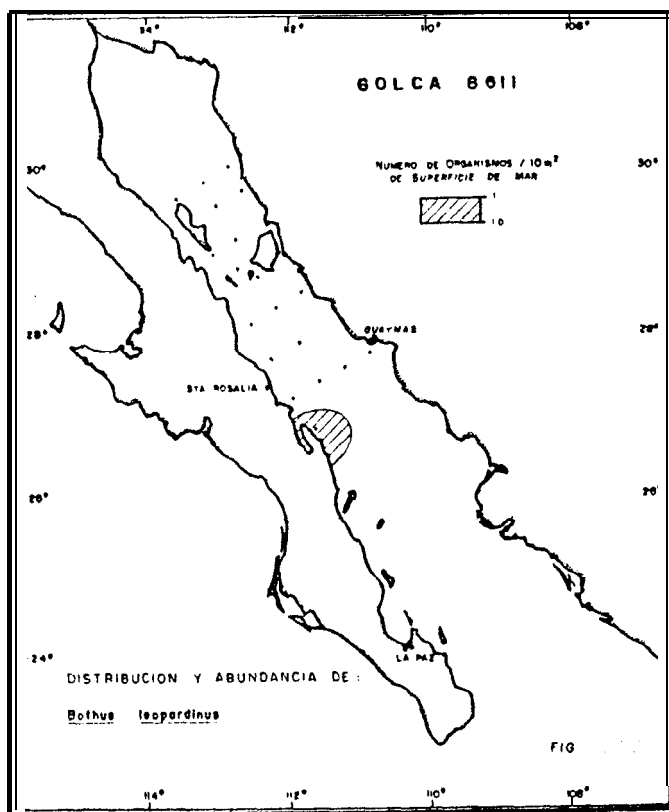 114° 112° 110° 108°
GOLCA 8611
NUMERO DE ORGANISMOS / 10 m²
DE SUPERFICIE DE MAR
1
10
30° 30°
GUAYMAS
28° 28°
STA ROSALIA
26° 26°
LA PAZ
24°
DISTRIBUCION Y ABUNDANCIA DE:
Bothus leopardinus
FIG
114° 112° 110° 108°